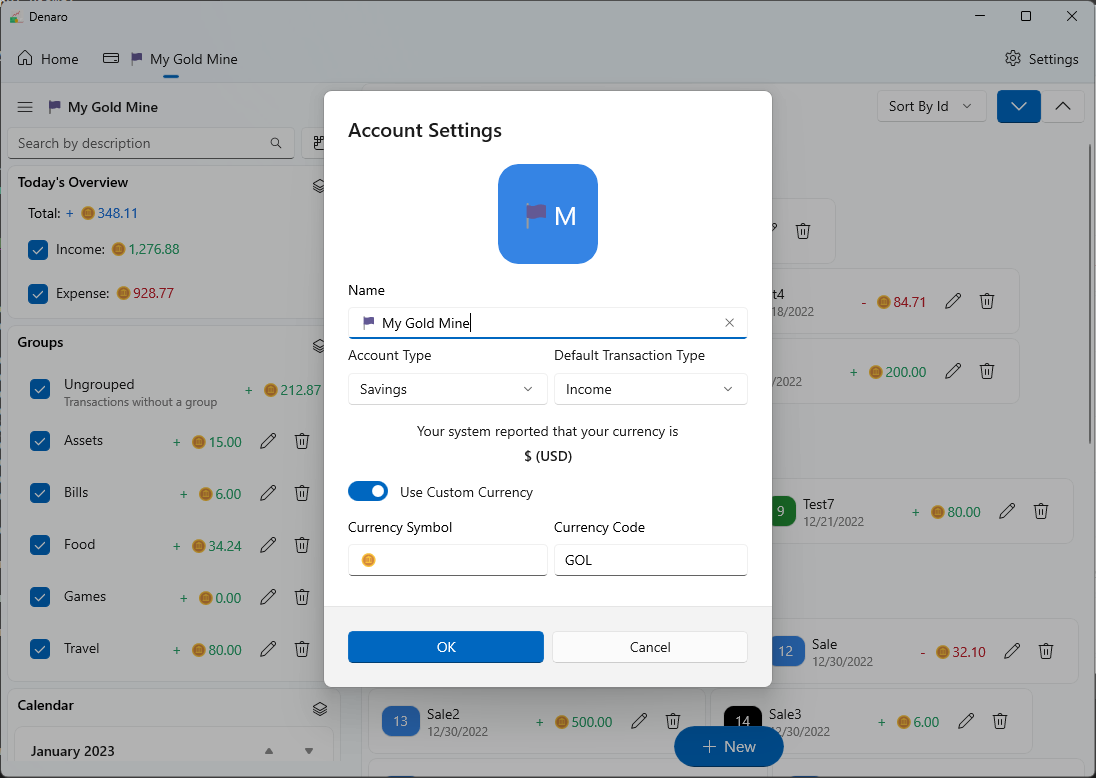 Denaro
Home
My Gold Mine
Settings
My Gold Mine
Sort By Id
Search by description
Today's Overview
Total: + 348.11
Income: 1,276.88
Expense: 928.77
Groups
Ungrouped + 212.87
Transactions without a group
Assets + 15.00
Bills + 6.00
Food + 34.24
Games + 0.00
Travel + 80.00
Calendar
January 2023
Account Settings
M
Name
My Gold Mine
Account Type Default Transaction Type
Savings Income
Your system reported that your currency is
$ (USD)
Use Custom Currency
Currency Symbol Currency Code
GOL
OK Cancel
t4 - 84.71
18/2022
+ 200.00
/2022
9 Test7 + 80.00
12/21/2022
12 Sale - 32.10
12/30/2022
13 Sale2 + 500.00
12/30/2022
14 Sale3 + 6.00
/30/2022
+ New